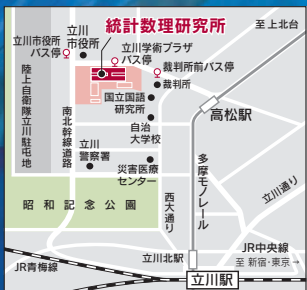 統計数理研究所
至 上北台
立川市役所
バス停
立川
市役所
立川学術プラザ
バス停
裁判所前バス停
裁判所
国立国語
研究所
高松駅
陸上自衛隊立川駐屯地
南北幹線道路
自治
大学校
立川
警察署
災害医療
センター
多摩モノレール
立川通り
昭和記念公園
西大通り
立川北駅
JR中央線
至 新宿・東京→
JR青梅線
立川駅